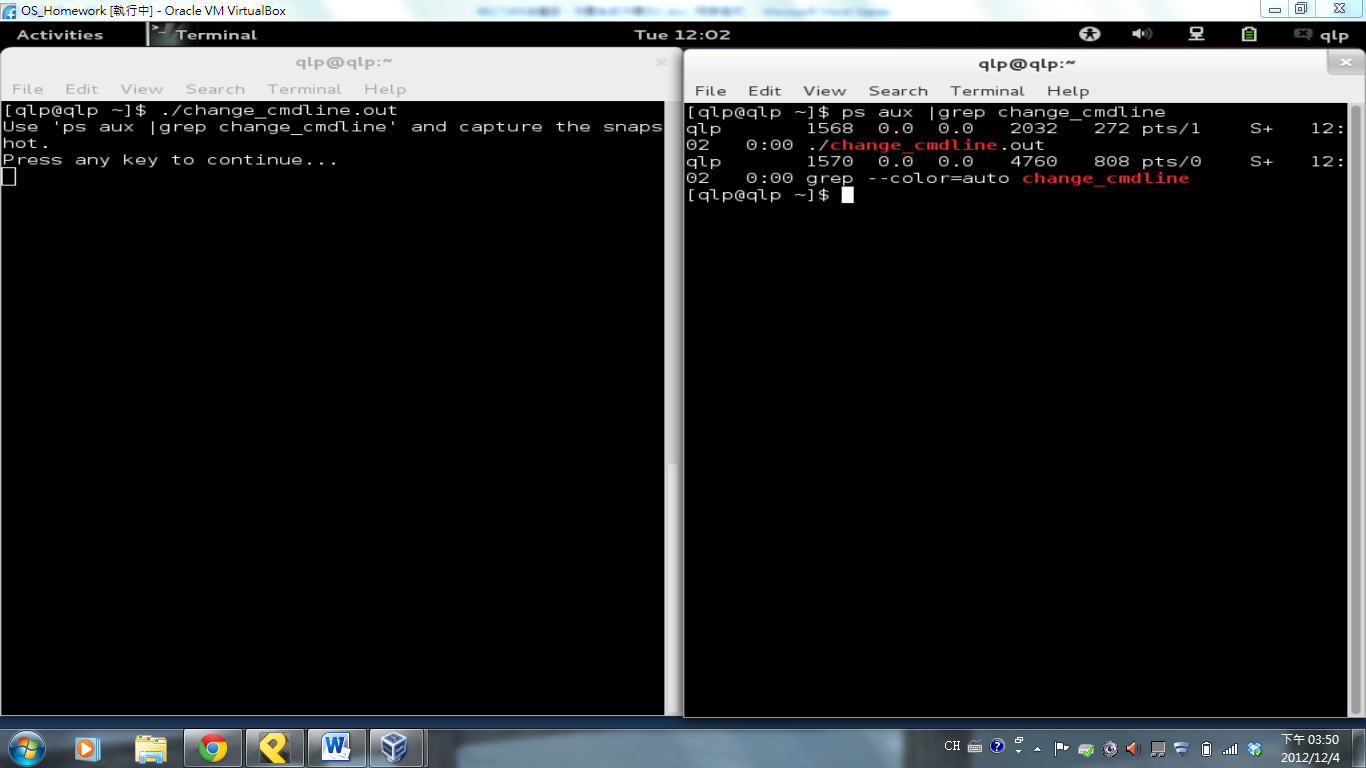 OS_Homework [執行中] - Oracle VM VirtualBox
Activities Terminal Tue 12:02 qlp
qlp@qlp:~
File Edit View Search Terminal Help
[qlp@qlp ~]$ ./change_cmdline.out
Use 'ps aux |grep change_cmdline' and capture the snaps
hot.
Press any key to continue...
qlp@qlp:~
File Edit View Search Terminal Help
[qlp@qlp ~]$ ps aux |grep change_cmdline
qlp 1568 0.0 0.0 2032 272 pts/1 S+ 12:
02 0:00 ./change_cmdline.out
qlp 1570 0.0 0.0 4760 808 pts/0 S+ 12:
02 0:00 grep --color=auto change_cmdline
[qlp@qlp ~]$
CH
下午 03:50
2012/12/4